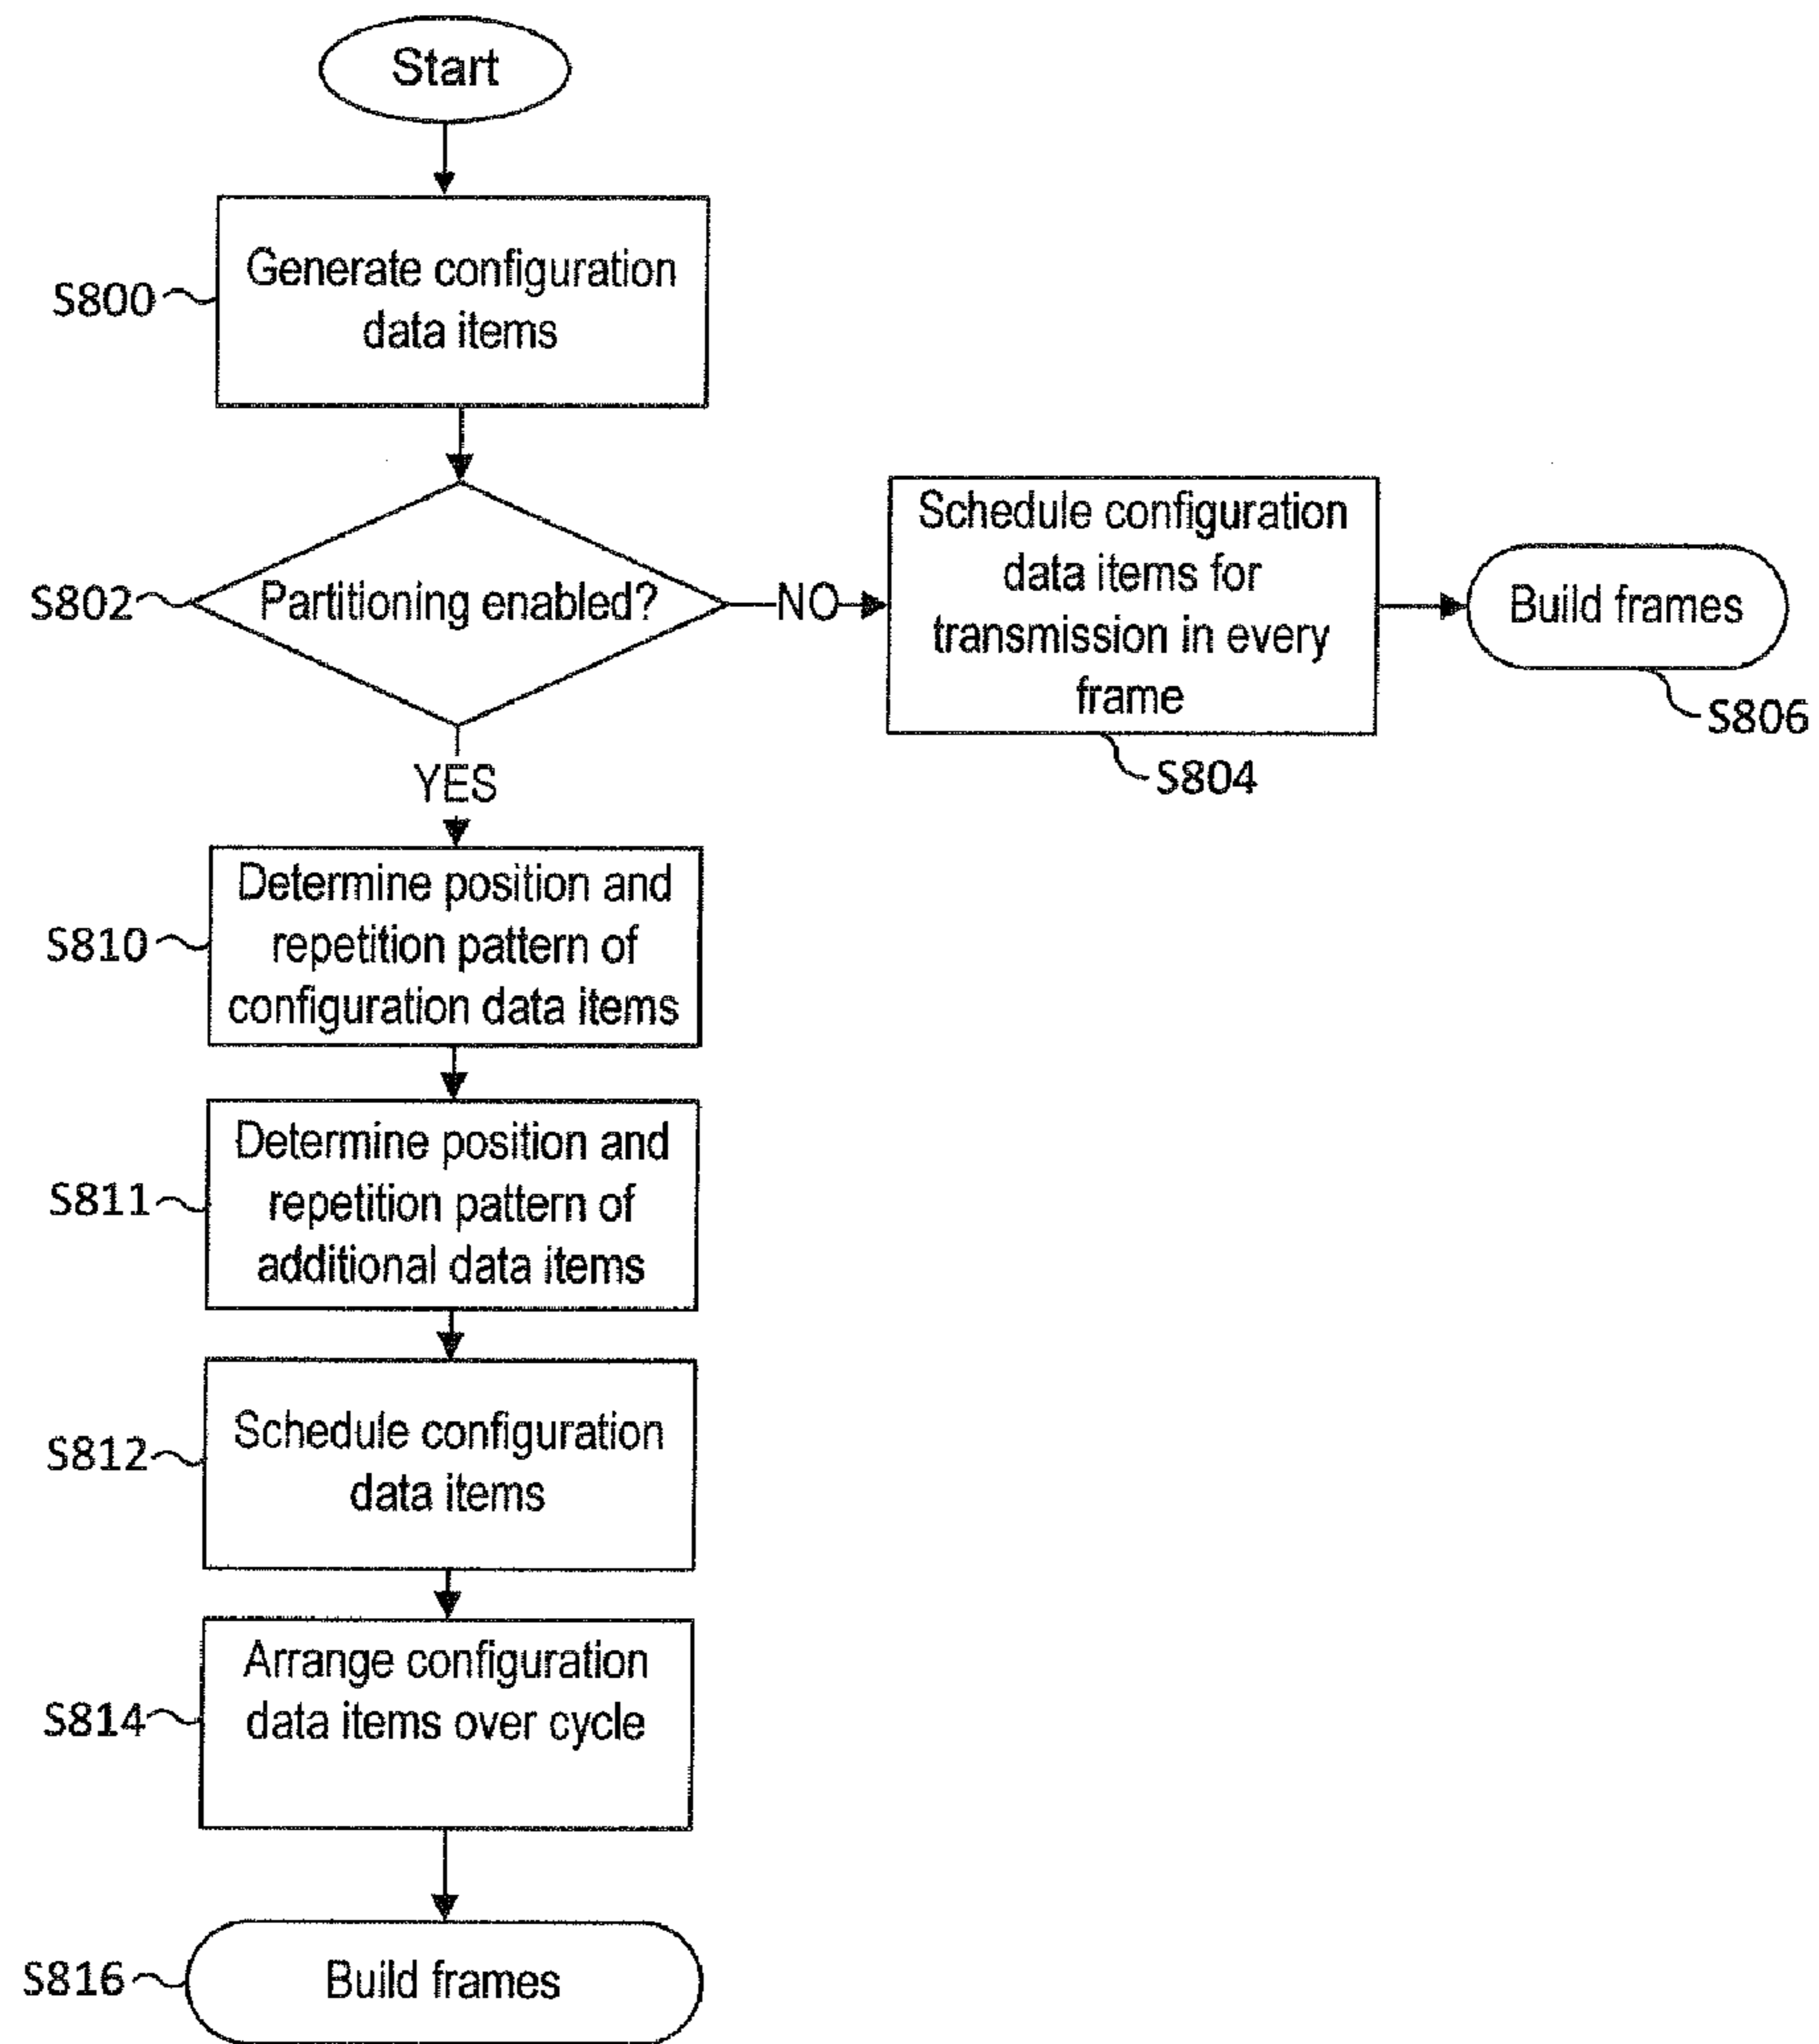 Start
S800
Generate configuration
data items
S802
Partitioning enabled?
NO
Schedule configuration
data items for
transmission in every
frame
S804
Build frames
S806
YES
S810
Determine position and
repetition pattern of
configuration data items
S811
Determine position and
repetition pattern of
additional data items
S812
Schedule configuration
data items
S814
Arrange configuration
data items over cycle
S816
Build frames